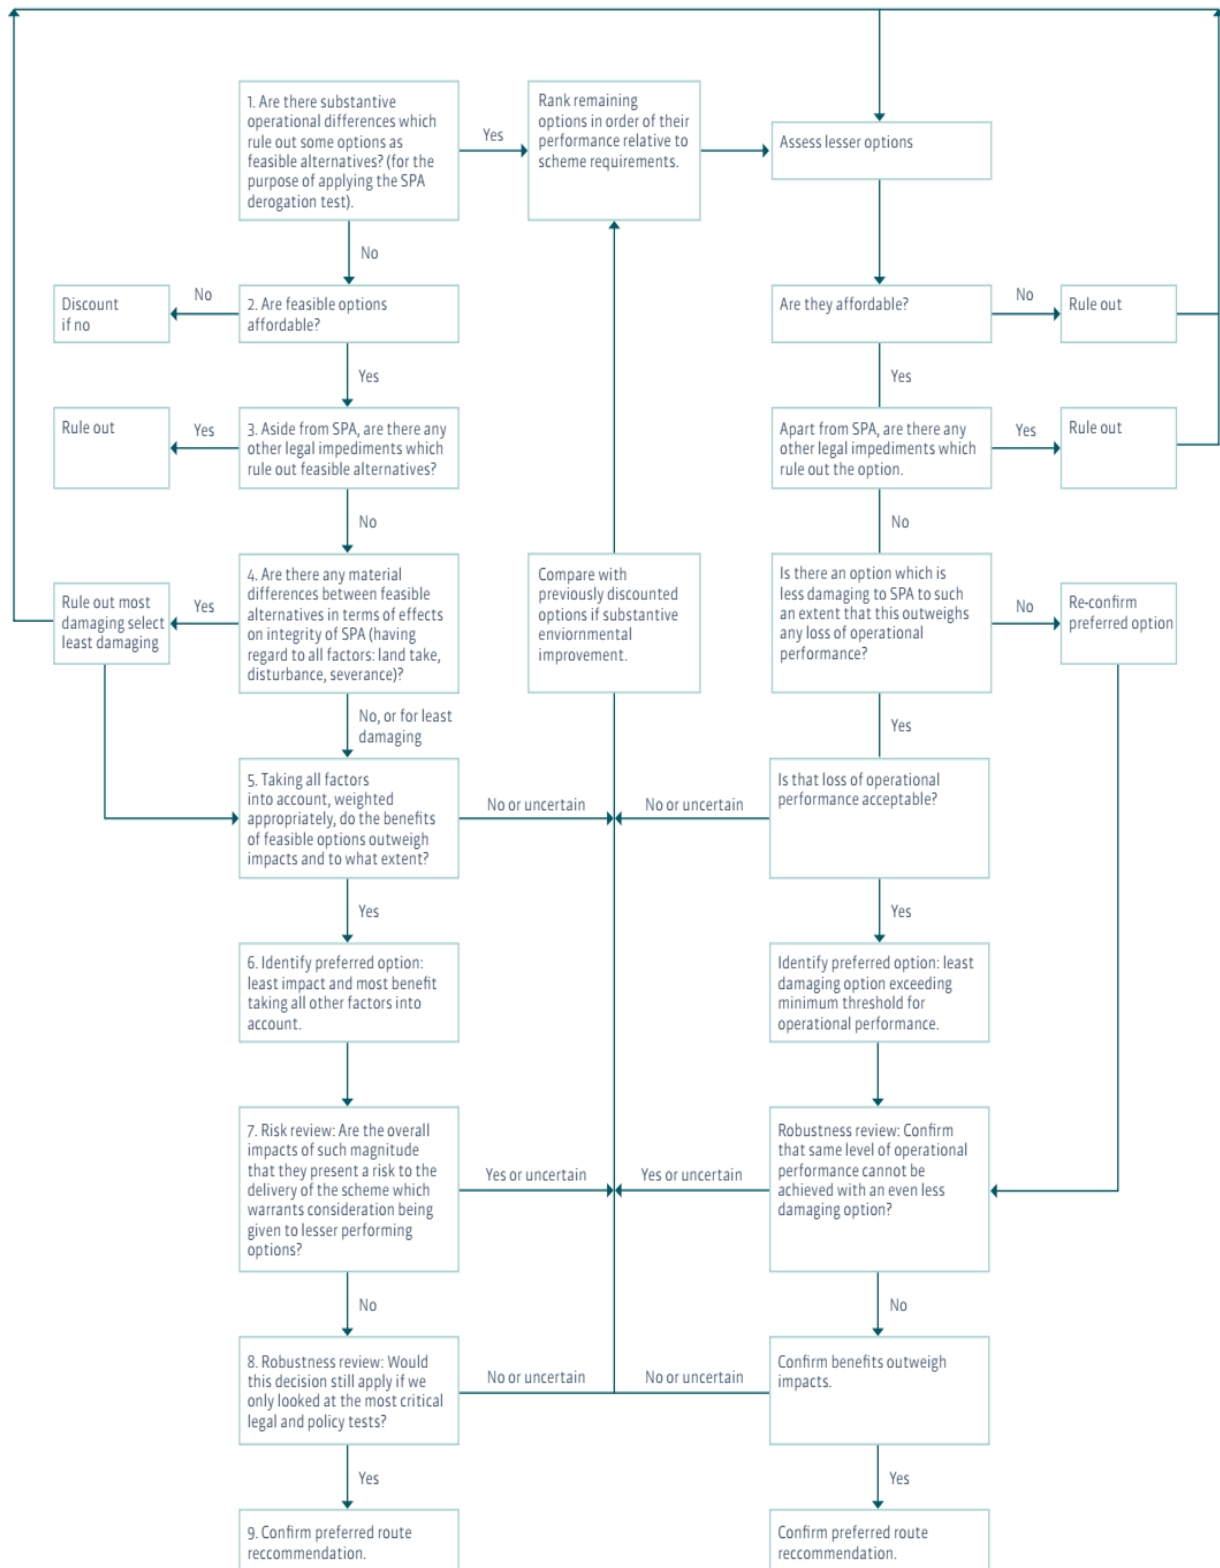 1. Are there substantive
operational differences which
rule out some options as
feasible alternatives? (for the
purpose of applying the SPA
derogation test).
Yes
Rank remaining
options in order of their
performance relative to
scheme requirements.
Assess lesser options
No
Discount
if no
No
2. Are feasible options
affordable?
Are they affordable?
No
Rule out
Yes
Yes
Rule out
Yes
3. Aside from SPA, are there any
other legal impediments which
rule out feasible alternatives?
Apart from SPA, are there any
other legal impediments which
rule out the option.
Yes
Rule out
No
No
Rule out most
damaging select
least damaging
Yes
4. Are there any material
differences between feasible
alternatives in terms of effects
on integrity of SPA (having
regard to all factors: land take,
disturbance, severance)?
Compare with
previously discounted
options if substantive
enviornmental
improvement.
Is there an option which is
less damaging to SPA to such
an extent that this outweighs
any loss of operational
performance?
No
Re-confirm
preferred option
No, or for least
damaging
Yes
5. Taking all factors
into account, weighted
appropriately, do the benefits
of feasible options outweigh
impacts and to what extent?
No or uncertain
No or uncertain
Is that loss of operational
performance acceptable?
Yes
Yes
6. Identify preferred option:
least impact and most benefit
taking all other factors into
account.
Identify preferred option: least
damaging option exceeding
minimum threshold for
operational performance.
7. Risk review: Are the overall
impacts of such magnitude
that they present a risk to the
delivery of the scheme which
warrants consideration being
given to lesser performing
options?
Yes or uncertain
Yes or uncertain
Robustness review: Confirm
that same level of operational
performance cannot be
achieved with an even less
damaging option?
No
No
8. Robustness review: Would
this decision still apply if we
only looked at the most critical
legal and policy tests?
No or uncertain
No or uncertain
Confirm benefits outweigh
impacts.
Yes
Yes
9. Confirm preferred route
reccommendation.
Confirm preferred route
reccommendation.